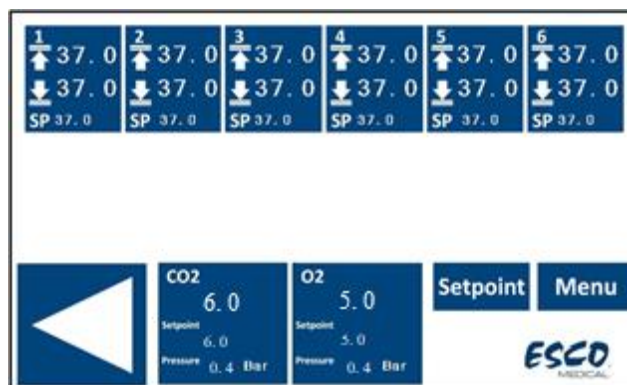 1 2 3 4 5 6
37.0 37.0 37.0 37.0 37.0 37.0
37.0 37.0 37.0 37.0 37.0 37.0
SP 37.0 SP 37.0 SP 37.0 SP 37.0 SP 37.0 SP 37.0
CO2
6.0
Setpoint
6.0
Pressure 0.4 Bar
O2
5.0
Setpoint
5.0
Pressure 0.4 Bar
Setpoint
Menu
ESCO
MEDICAL